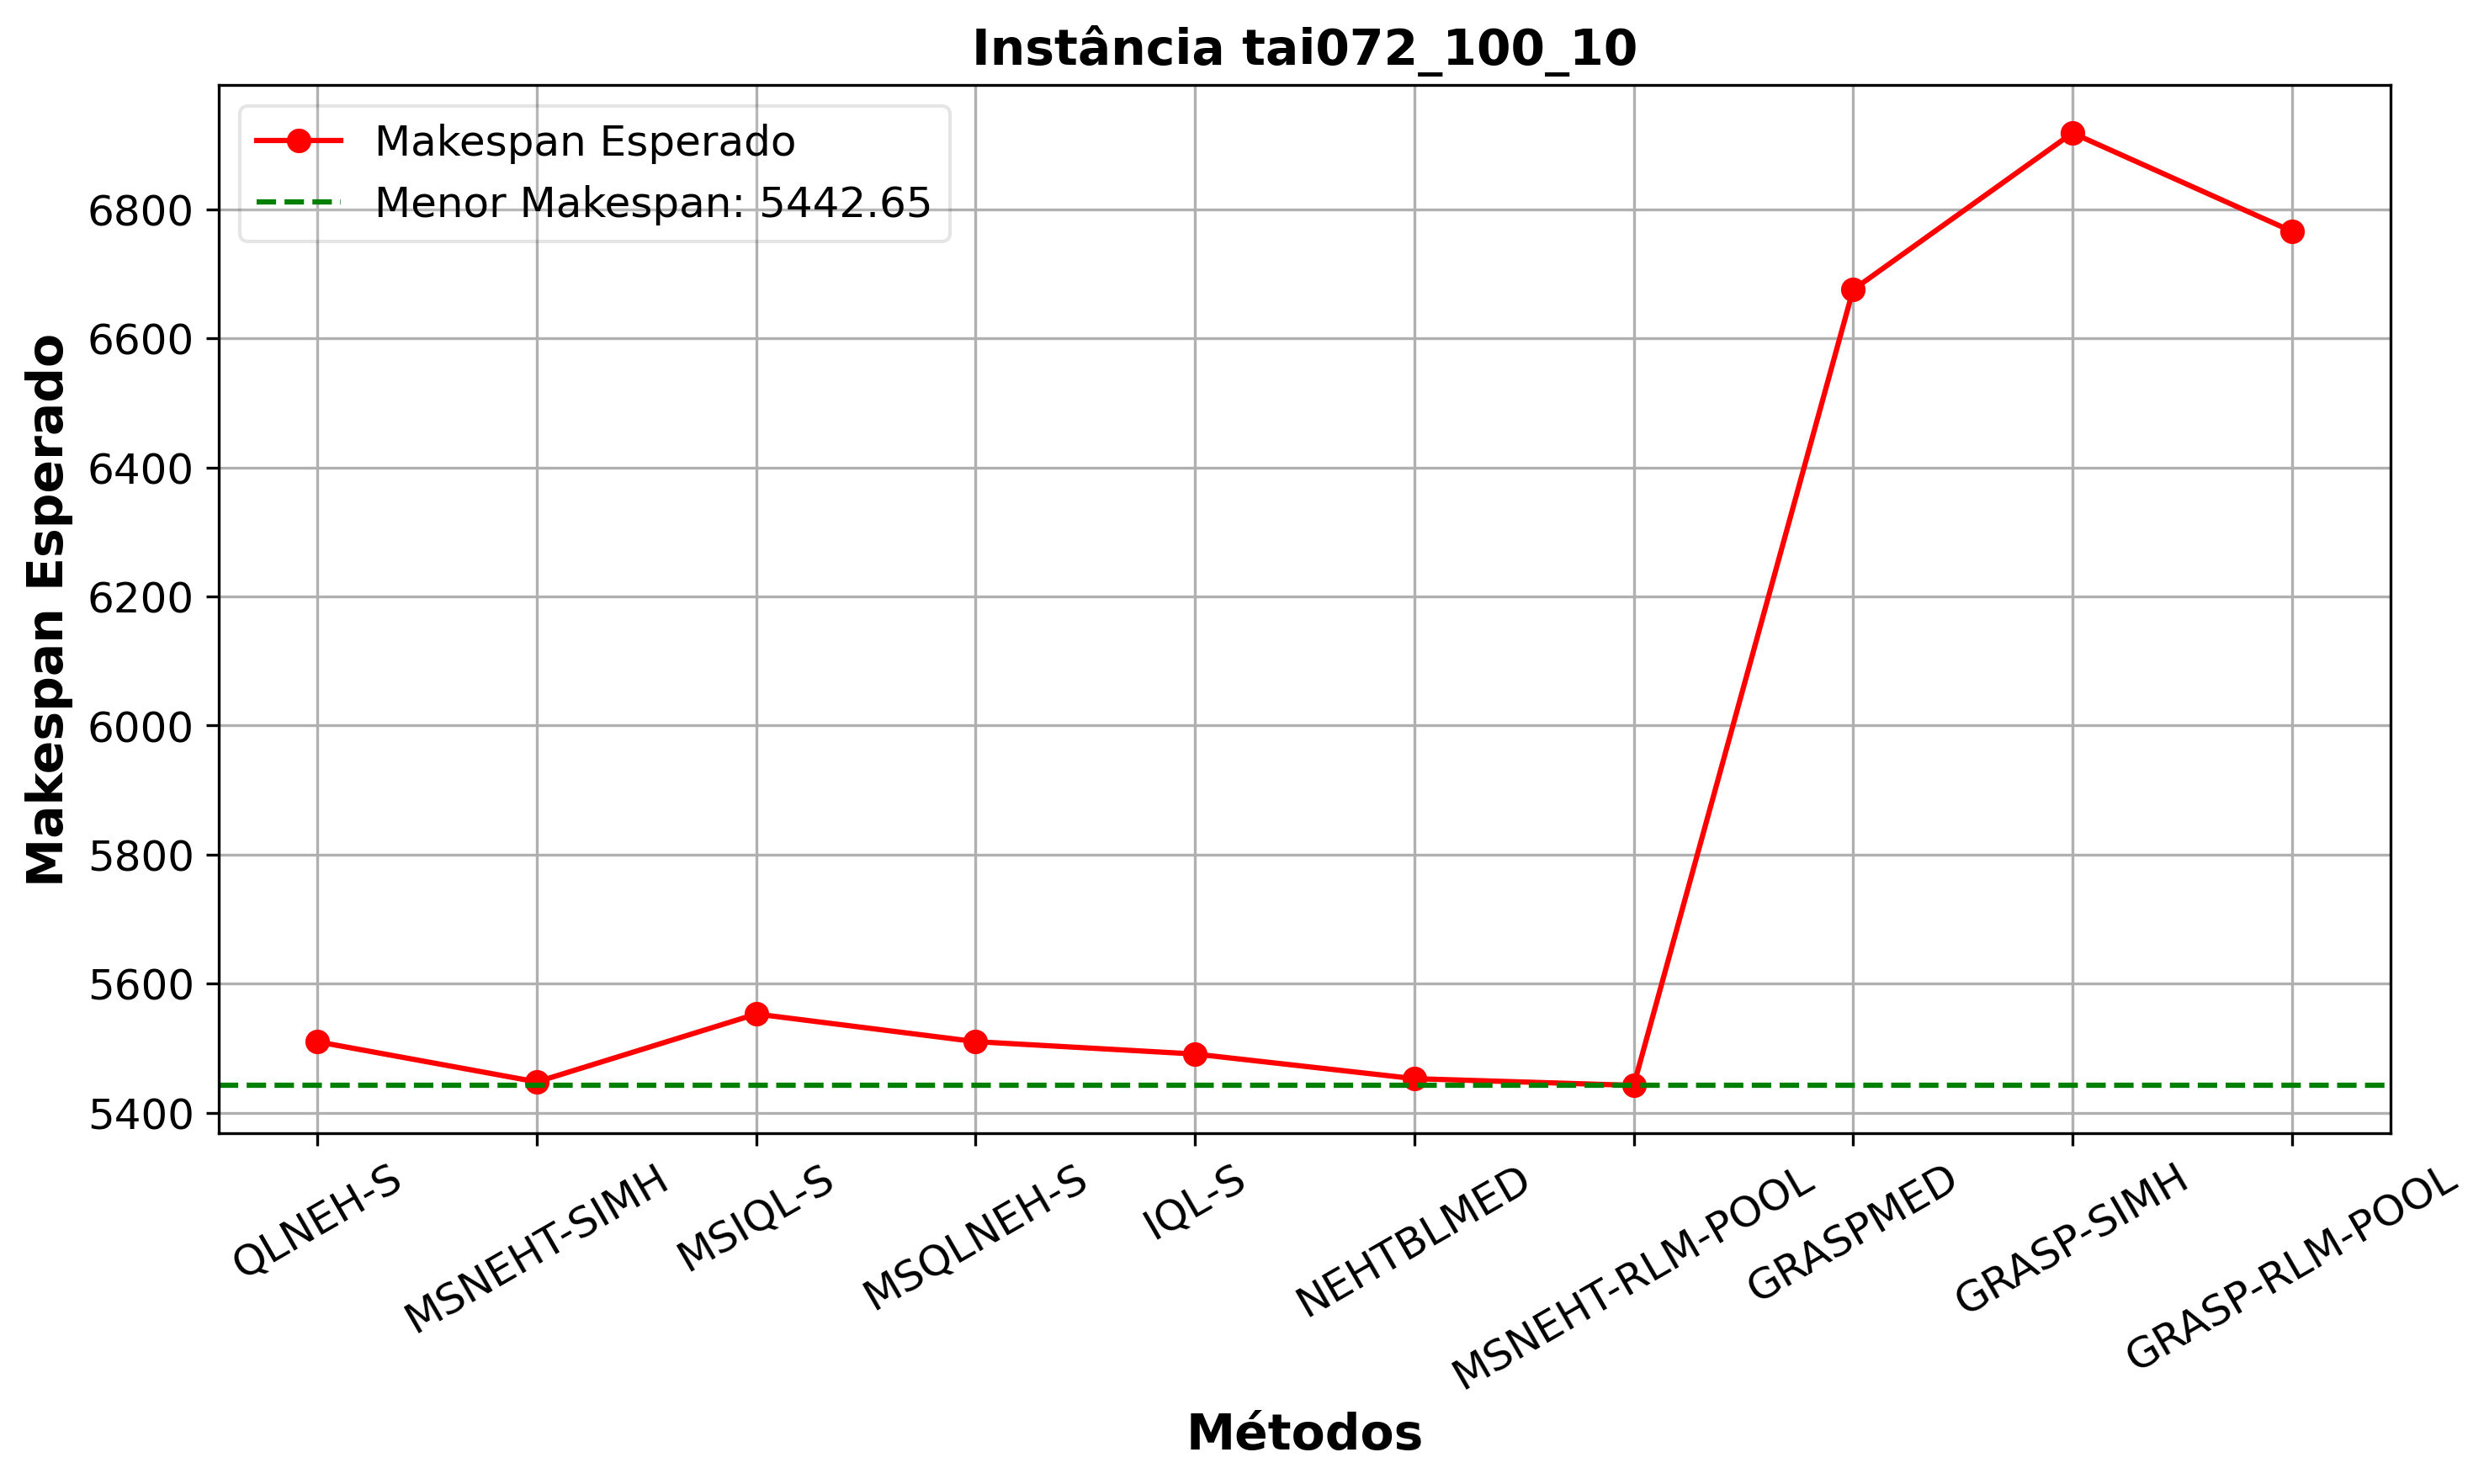 Instância tai072_100_10
Makespan Esperado
Menor Makespan: 5442.65
Makespan Esperado
6800
6600
6400
6200
6000
5800
5600
5400
QLNEH-S
MSNEHT-SIMH
MSIQL-S
MSQLNEH-S
IQL-S
NEHTBLMED
MSNEHT-RLM-POOL
GRASPMED
GRASP-SIMH
GRASP-RLM-POOL
Métodos